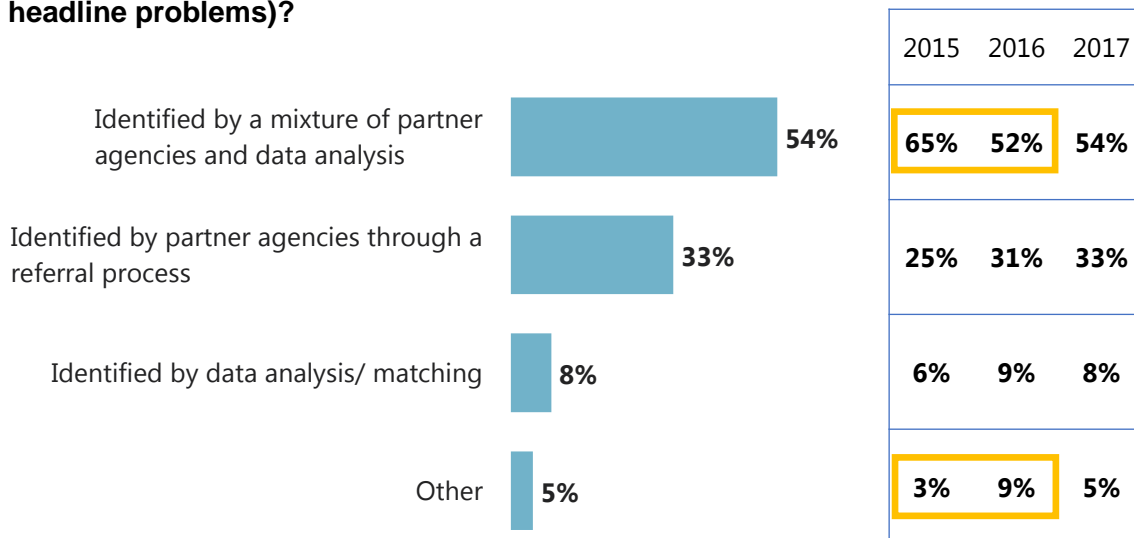 headline problems)?
2015 2016 2017
Identified by a mixture of partner
agencies and data analysis
54%
65% 52% 54%
Identified by partner agencies through a
referral process
33%
25% 31% 33%
Identified by data analysis/ matching
8%
6% 9% 8%
Other
5%
3% 9% 5%